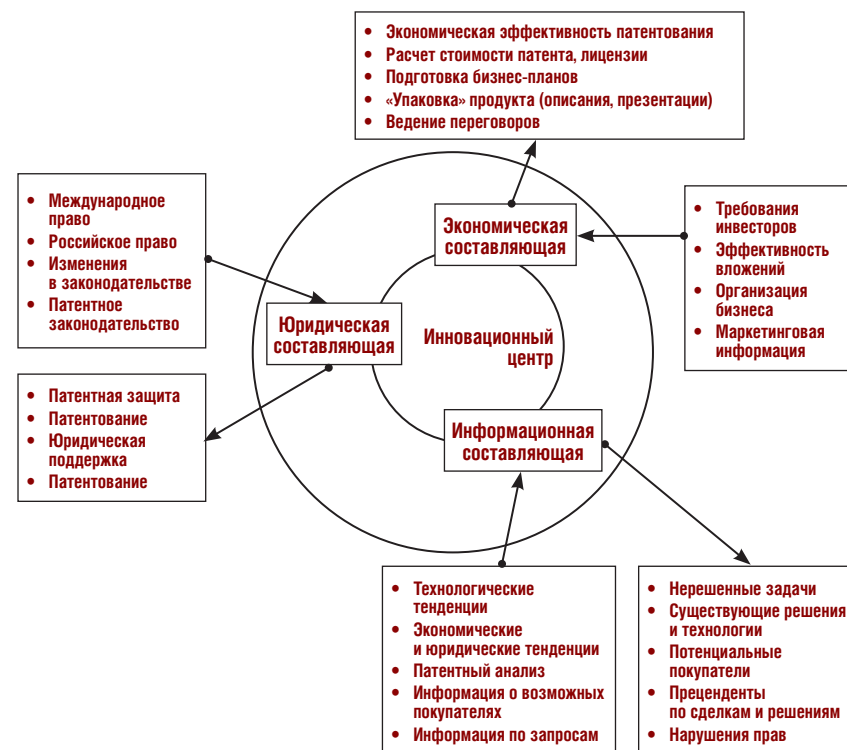 • Экономическая эффективность патентования
• Расчет стоимости патента, лицензии
• Подготовка бизнес-планов
• «Упаковка» продукта (описания, презентации)
• Ведение переговоров
• Международное
право
• Российское право
• Изменения
в законодательстве
• Патентное
законодательство
Экономическая
составляющая
• Требования
инвесторов
• Эффективность
вложений
• Организация
бизнеса
• Маркетинговая
информация
Юридическая
составляющая
Инновационный
центр
• Патентная защита
• Патентование
• Юридическая
поддержка
• Патентование
Информационная
составляющая
• Технологические
тенденции
• Экономические
и юридические тенденции
• Патентный анализ
• Информация о возможных
покупателях
• Информация по запросам
• Нерешенные задачи
• Существующие решения
и технологии
• Потенциальные
покупатели
• Прецеденты
по сделкам и решениям
• Нарушения прав